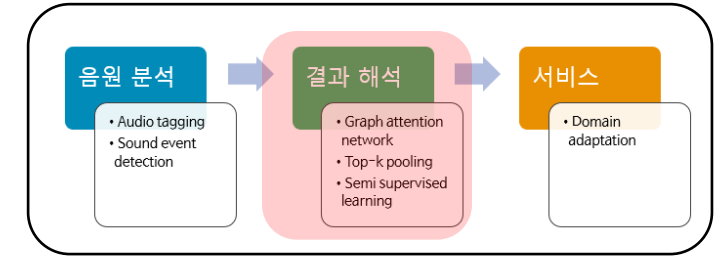 음원 분석
• Audio tagging
• Sound event
detection
결과 해석
• Graph attention
network
• Top-k pooling
• Semi supervised
learning
서비스
• Domain
adaptation